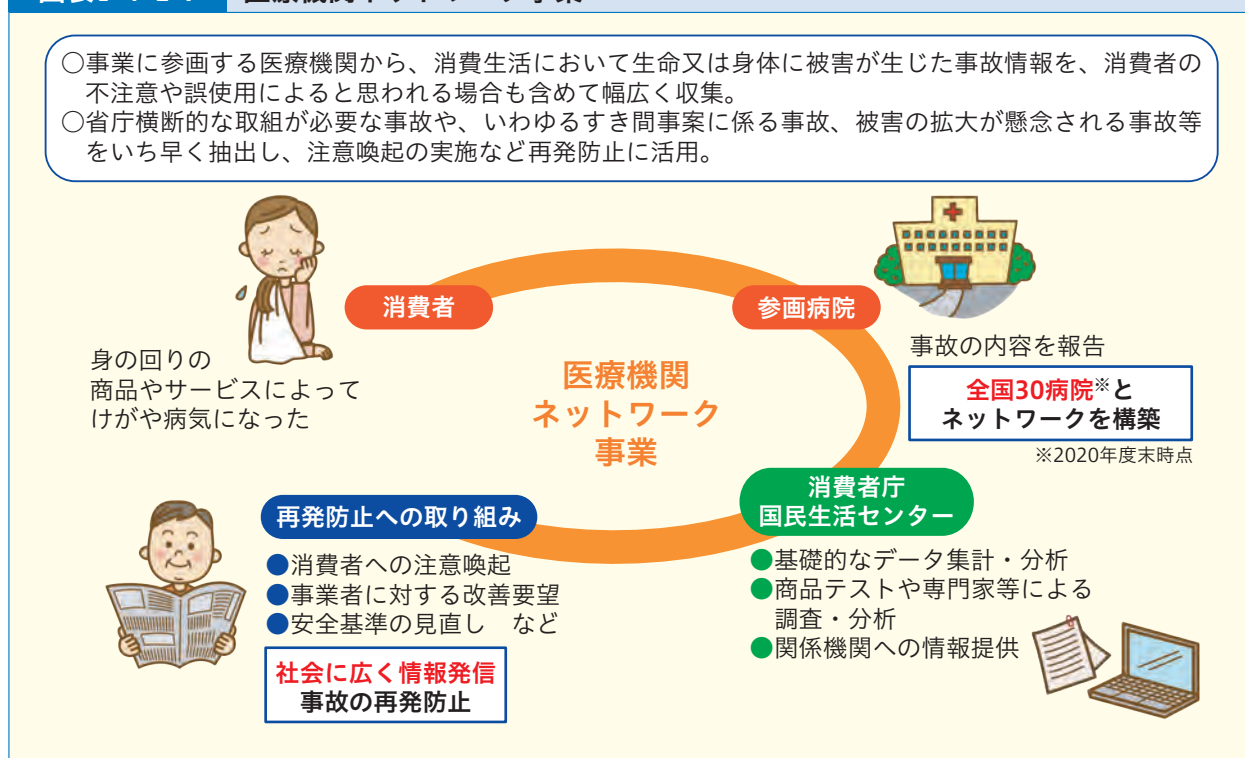 医療機関ネットワーク事業
○事業に参画する医療機関から、消費生活において生命又は身体に被害が生じた事故情報を、消費者の
不注意や誤使用によると思われる場合も含めて幅広く収集。
○省庁横断的な取組が必要な事故や、いわゆるすき間事案に係る事故、被害の拡大が懸念される事故等
をいち早く抽出し、注意喚起の実施など再発防止に活用。
消費者
身の回りの
商品やサービスによって
けがや病気になった
参画病院
事故の内容を報告
全国30病院※と
ネットワークを構築
※2020年度末時点
医療機関
ネットワーク
事業
消費者庁
国民生活センター
●基礎的なデータ集計・分析
●商品テストや専門家等による
調査・分析
●関係機関への情報提供
再発防止への取り組み
●消費者への注意喚起
●事業者に対する改善要望
●安全基準の見直し　など
社会に広く情報発信
事故の再発防止